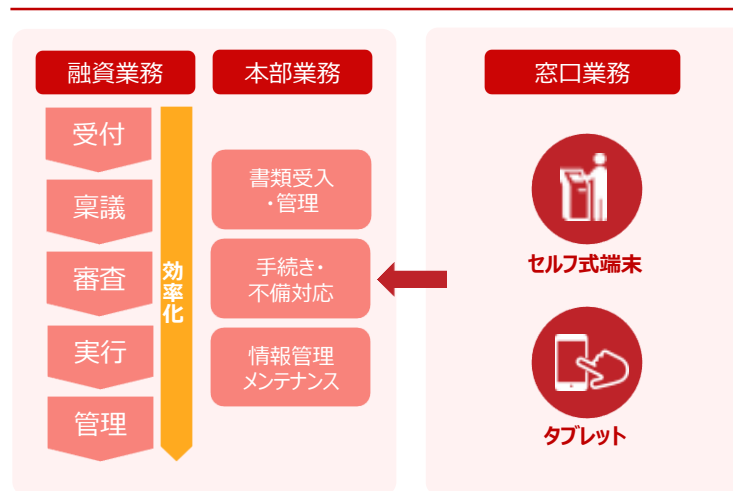 融資業務
受付
稟議
審査
実行
管理
効率化
本部業務
書類受入
・管理
手続き・
不備対応
情報管理
メンテナンス
窓口業務
セルフ式端末
タブレット